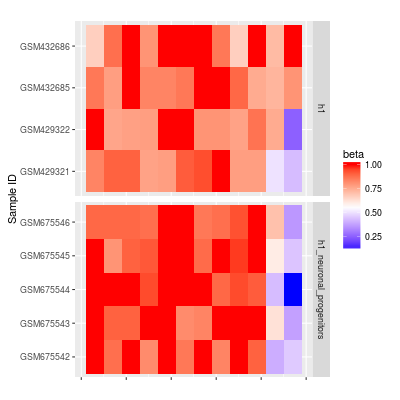 GSM432686
GSM432685
GSM429322
GSM429321
h1
GSM675546
GSM675545
GSM675544
GSM675543
GSM675542
h1_neuronal_progenitors
Sample ID
beta
1.00
0.75
0.50
0.25